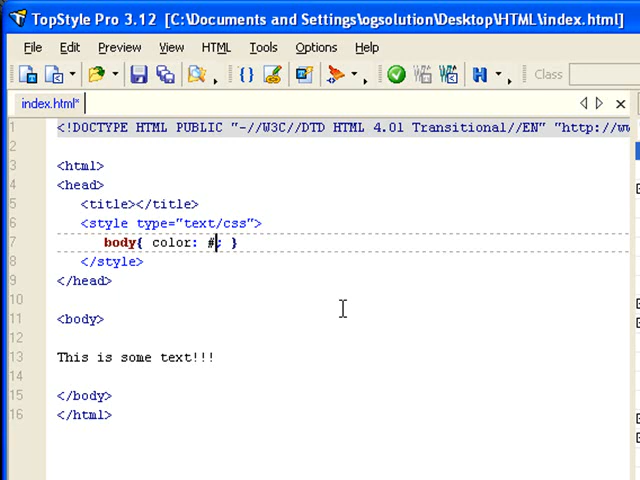 TopStyle Pro 3.12 [C:\Documents and Settings\ogsolution\Desktop\HTML\index.html]
File Edit Preview View HTML Tools Options Help
Class
index.html*
1 <!DOCTYPE HTML PUBLIC "-//W3C//DTD HTML 4.01 Transitional//EN" "http://ww
2
3 <html>
4 <head>
5 <title></title>
6 <style type="text/css">
7 body{ color: #; }
8 </style>
9 </head>
10
11 <body>
12
13 This is some text!!!
14
15 </body>
16 </html>